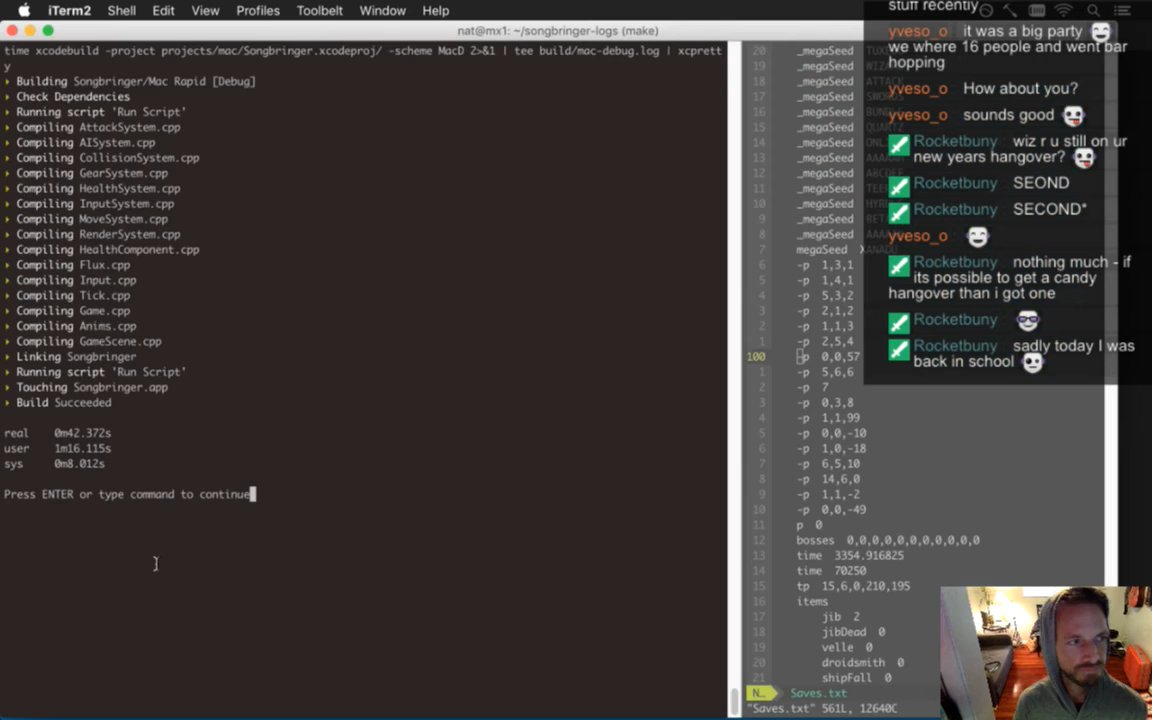 iTerm2 Shell Edit View Profiles Toolbelt Window Help
nat@mx1: ~/songbringer-logs (make)
time xcodebuild -project projects/mac/Songbringer.xcodeproj/ -scheme MacD 2>&1 | tee build/mac-debug.log | xcprett
y
Building Songbringer/Mac Rapid [Debug]
Check Dependencies
Running script 'Run Script'
Compiling AttackSystem.cpp
Compiling AISystem.cpp
Compiling CollisionSystem.cpp
Compiling GearSystem.cpp
Compiling HealthSystem.cpp
Compiling InputSystem.cpp
Compiling MoveSystem.cpp
Compiling RenderSystem.cpp
Compiling HealthComponent.cpp
Compiling Flux.cpp
Compiling Input.cpp
Compiling Tick.cpp
Compiling Game.cpp
Compiling Anims.cpp
Compiling GameScene.cpp
Linking Songbringer
Running script 'Run Script'
Touching Songbringer.app
Build Succeeded
real 0m42.372s
user 1m16.115s
sys 0m8.012s
Press ENTER or type command to continue
20 _megaSeed
19 _megaSeed
18 _megaSeed ATTACK
17 _megaSeed
16 _megaSeed
15 _megaSeed
14 _megaSeed
13 _megaSeed
12 _megaSeed
11 _megaSeed
10 _megaSeed
9 _megaSeed
8 _megaSeed
7 megaSeed XANADU
6 -p 1,3,1
5 -p 1,4,1
4 -p 5,3,2
3 -p 2,1,2
2 -p 1,1,3
1 -p 2,5,4
100 -p 0,0,57
1 -p 5,6,6
2 -p 7
3 -p 0,3,8
4 -p 1,1,99
5 -p 0,0,-10
6 -p 1,0,-18
7 -p 6,5,10
8 -p 14,6,0
9 -p 1,1,-2
10 -p 0,0,-49
11 p 0
12 bosses 0,0,0,0,0,0,0,0,0,0,0
13 time 3354.916825
14 time 70250
15 tp 15,6,0,210,195
16 items
17 jib 2
18 jibDead 0
19 velle 0
20 droidsmith 0
21 shipFall 0
N... Saves.txt
"Saves.txt" 561L, 12640C
stuff recently
yveso_o it was a big party
we where 16 people and went bar
hopping
yveso_o How about you?
yveso_o sounds good
Rocketbuny wiz r u still on ur
new years hangover?
Rocketbuny SEOND
Rocketbuny SECOND*
yveso_o
Rocketbuny nothing much - if
its possible to get a candy
hangover than i got one
Rocketbuny
Rocketbuny sadly today I was
back in school